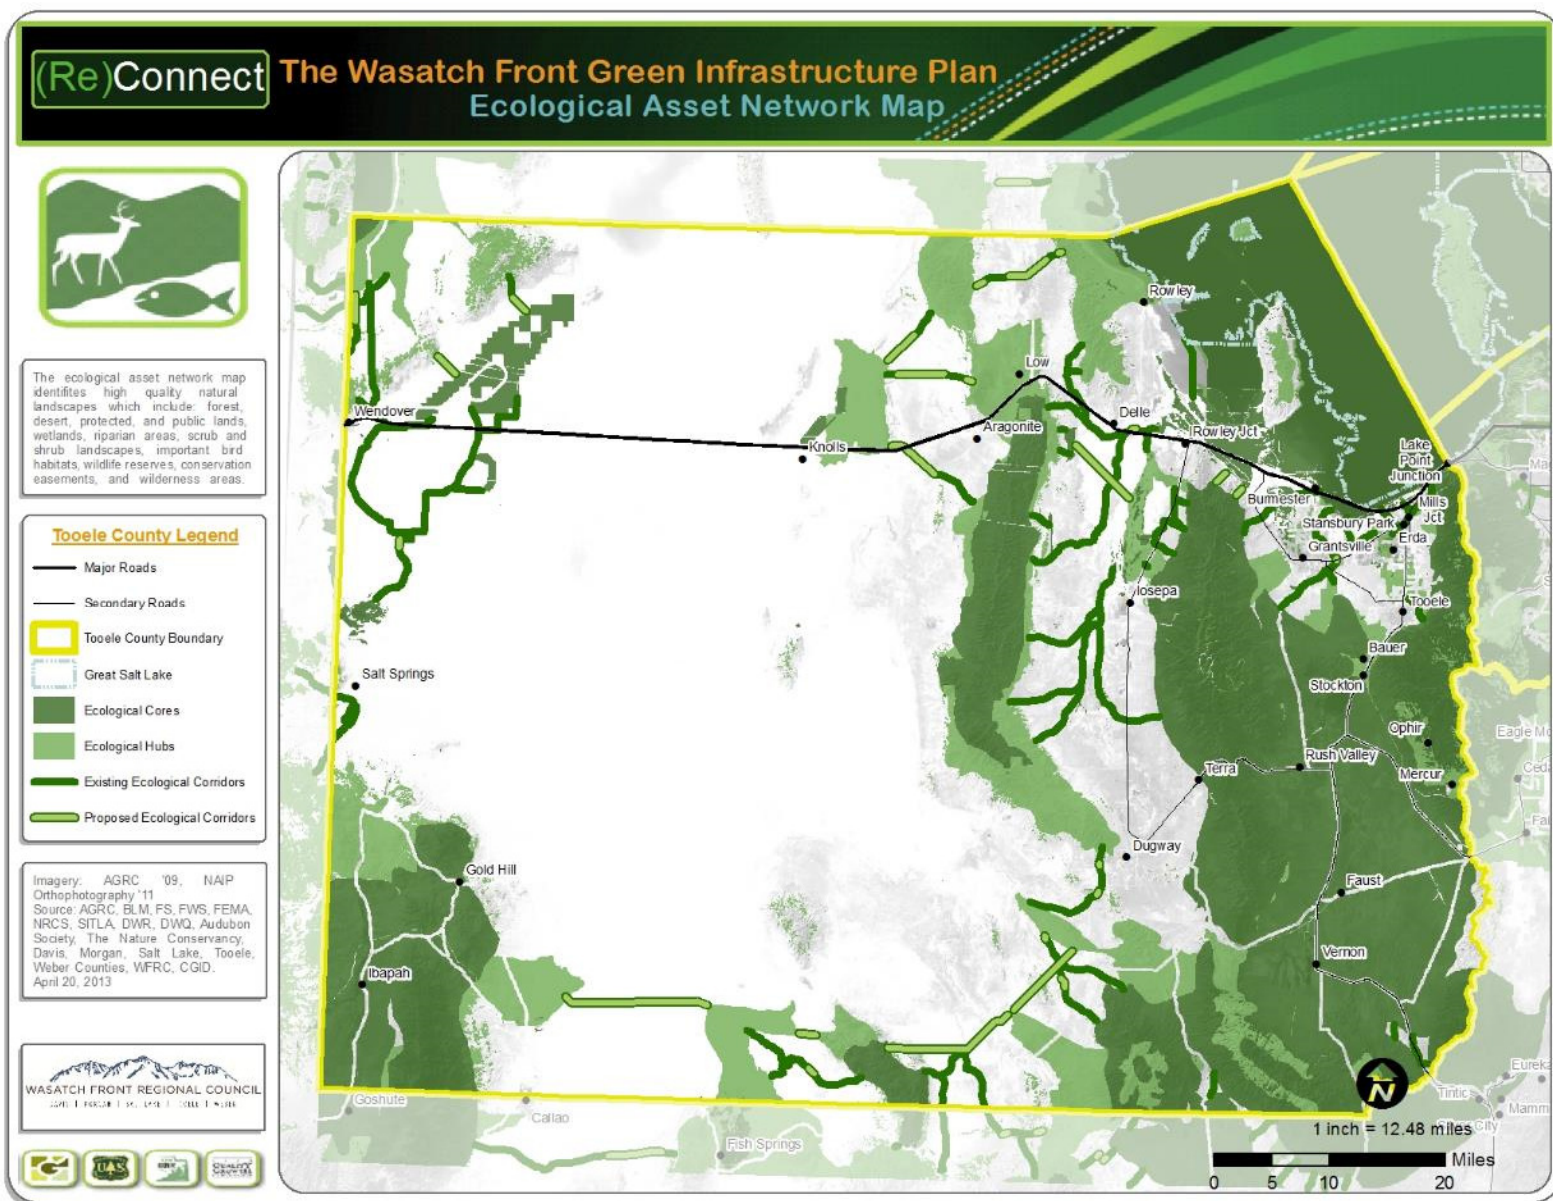 (Re)Connect
The Wasatch Front Green Infrastructure Plan
Ecological Asset Network Map
The ecological asset network map
identifites high quality natural
landscapes which include: forest,
desert, protected, and public lands,
wetlands, riparian areas, scrub and
shrub landscapes, important bird
habitats, wildlife reserves, conservation
easements, and wilderness areas.
Tooele County Legend
Major Roads
Secondary Roads
Tooele County Boundary
Great Salt Lake
Ecological Cores
Ecological Hubs
Existing Ecological Corridors
Proposed Ecological Corridors
Imagery: AGRC '09, NAIP
Orthophotography '11
Source: AGRC, BLM, FS, FWS, FEMA,
NRCS, SITLA, DWR, DWQ, Audubon
Society, The Nature Conservancy,
Davis, Morgan, Salt Lake, Tooele,
Weber Counties, WFRC, CGID.
April 20, 2013
WASATCH FRONT REGIONAL COUNCIL
UAS
Rowley
Low
Wendover
Delle
Aragonite
Rowley Jct
Knolls
Lake
Point
Junction
Burmester
Mills
Jct
Stansbury Park
Erda
Grantsville
Iosepa
Tooele
Bauer
Salt Springs
Stockton
Ophir
Eagle Mo
Rush Valley
Terra
Mercur
Ceda
Fai
Dugway
Gold Hill
Faust
Vernon
Ibapah
Eureka
Goshute
Tintic
Callao
Mamm
City
Fish Springs
N
1 inch = 12.48 miles
Miles
0 5 10 20